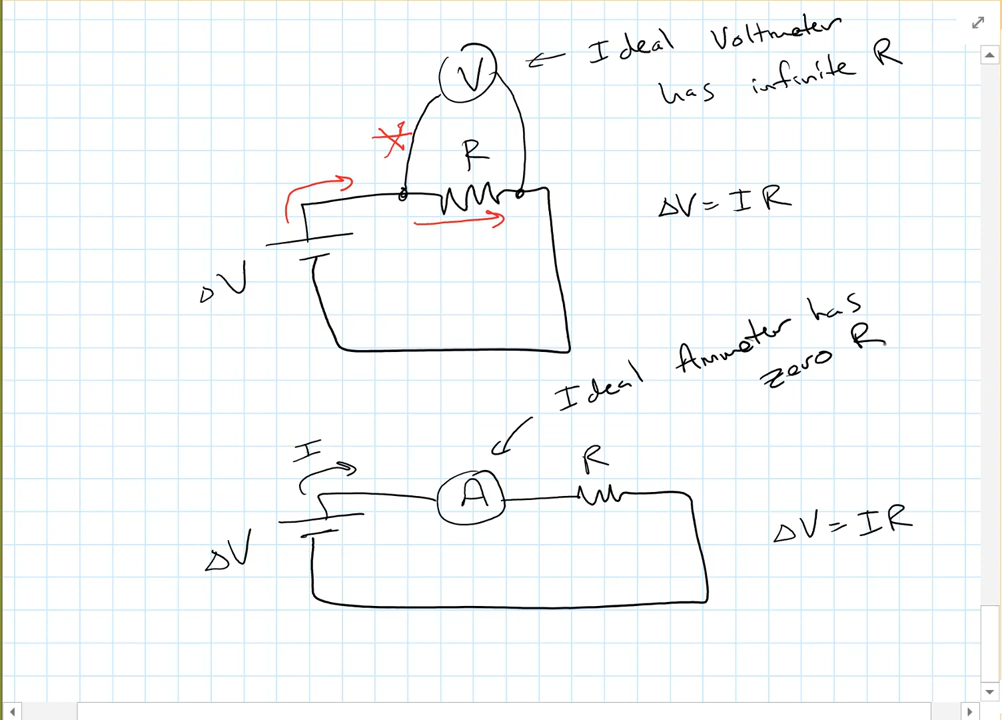 V
← Ideal Voltmeter
has infinite R
R
ΔV = IR
ΔV
Ideal Ammeter has
zero R
I
A
R
ΔV
ΔV = IR